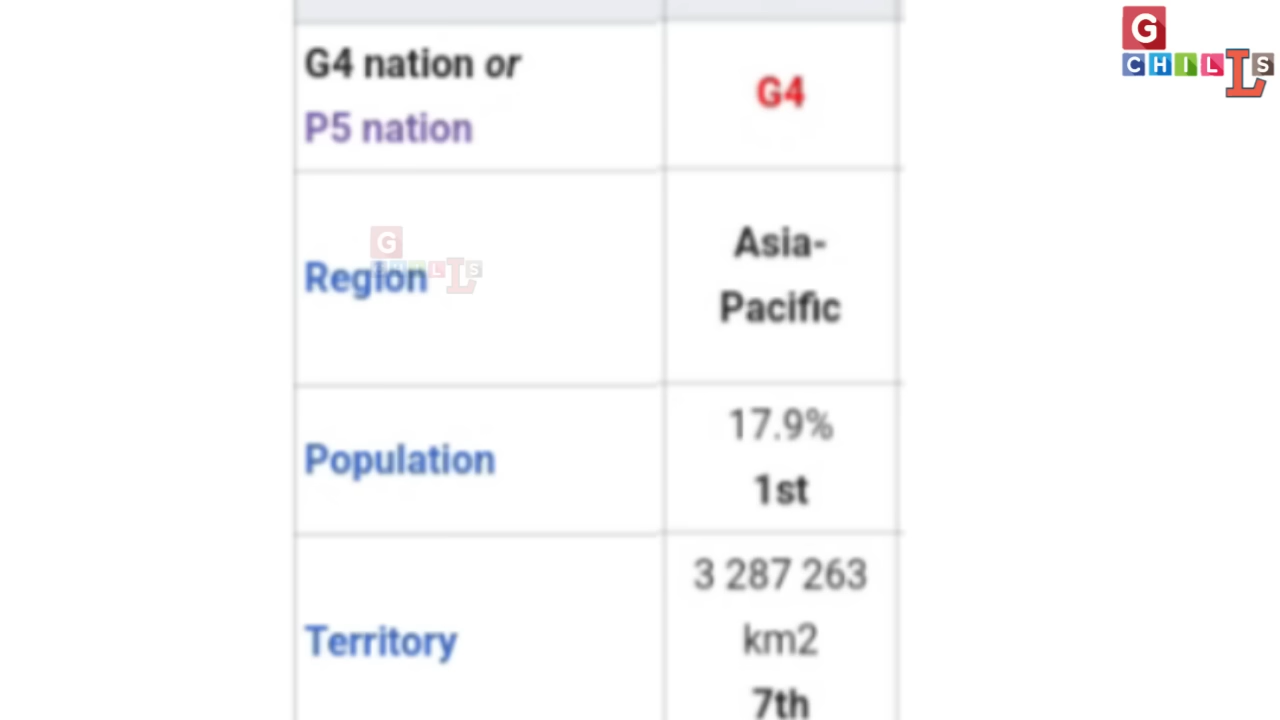 G
CHILLS
G4 nation or
P5 nation
G4
Region
Asia-
Pacific
G
CHILLS
Population
17.9%
1st
Territory
3 287 263
km2
7th